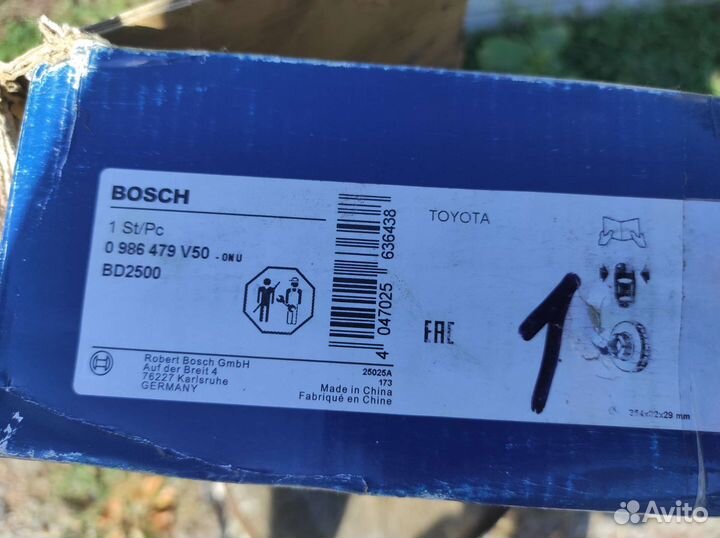 BOSCH
1 St/Pc
0 986 479 V50 -0NU
BD2500
Robert Bosch GmbH
Auf der Breit 4
76227 Karlsruhe
GERMANY
4 047025 636438
25025A
173
Made in China
Fabriqué en Chine
TOYOTA
EAC
1
mm
Avito